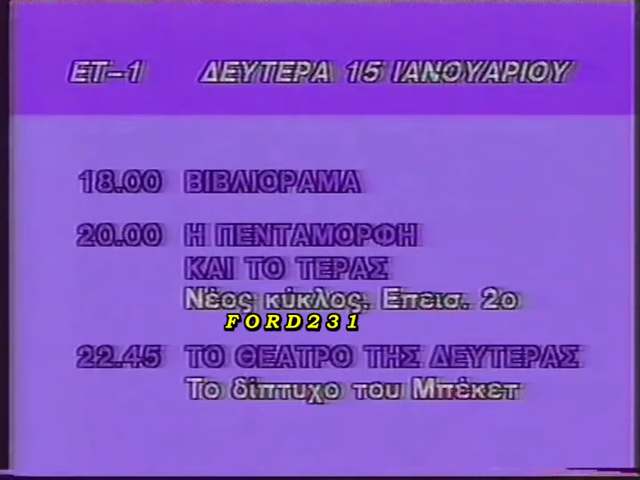 ΕΤ-1 ΔΕΥΤΕΡΑ 15 ΙΑΝΟΥΑΡΙΟΥ
18.00 ΒΙΒΛΙΟΡΑΜΑ
20.00 Η ΠΕΝΤΑΜΟΡΦΗ
ΚΑΙ ΤΟ ΤΕΡΑΣ
Νέος κύκλος. Επεισ. 2ο
FORD231
22.45 ΤΟ ΘΕΑΤΡΟ ΤΗΣ ΔΕΥΤΕΡΑΣ
Το δίπτυχο του Μπέκετ